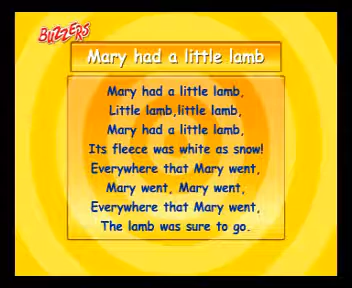 BUZZERS
Mary had a little lamb
Mary had a little lamb,
Little lamb,little lamb,
Mary had a little lamb,
Its fleece was white as snow!
Everywhere that Mary went,
Mary went, Mary went,
Everywhere that Mary went,
The lamb was sure to go.